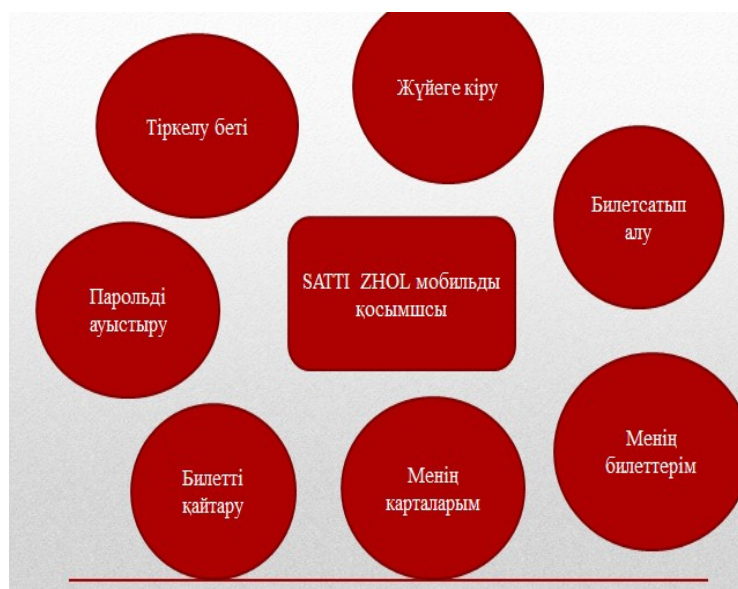 Жүйеге кіру
Тіркелу беті
Билетсатып
алу
SATTI ZHOL мобильды
қосымшсы
Парольді
ауыстыру
Менің
билеттерім
Билетті
қайтару
Менің
карталарым